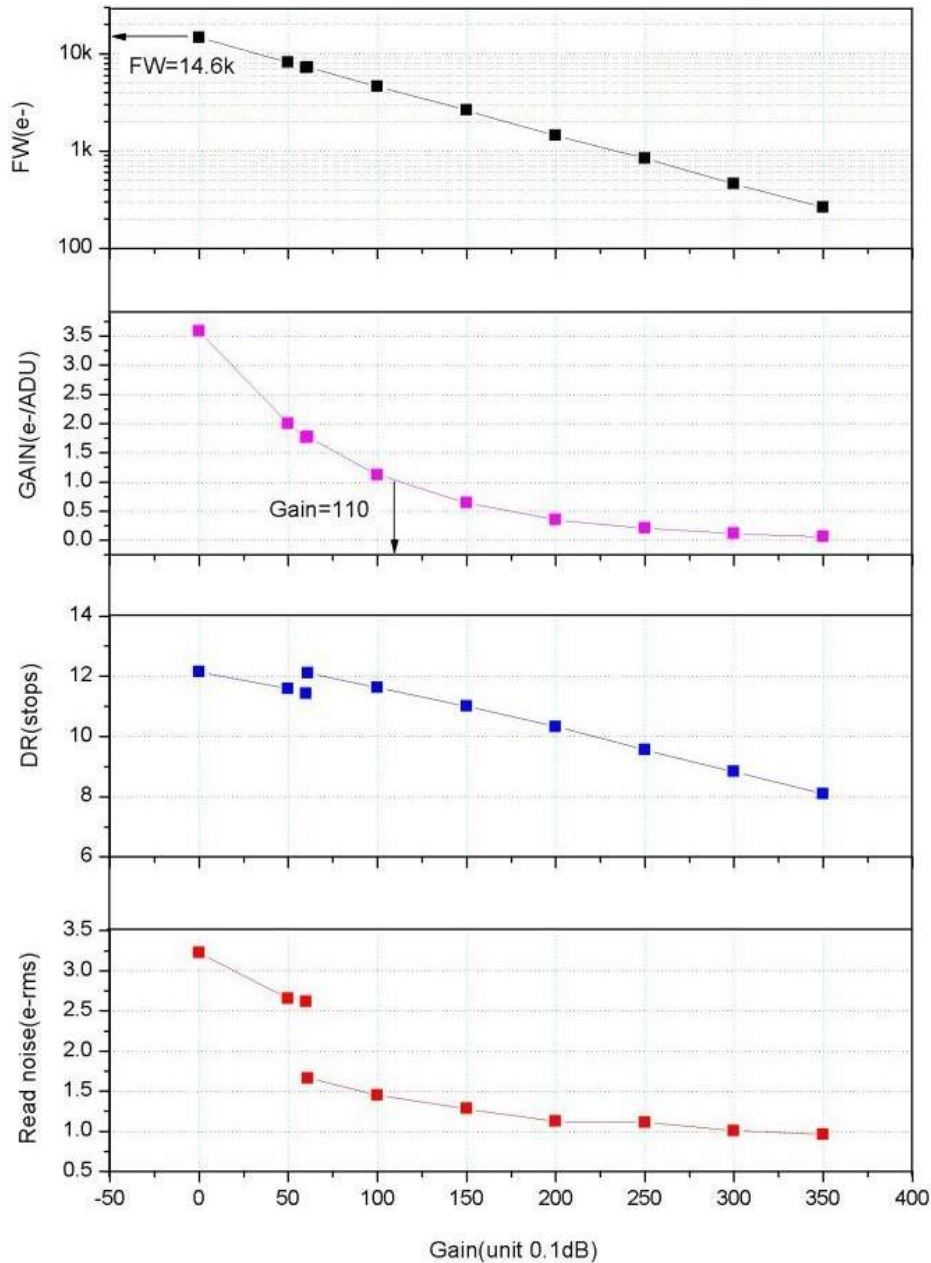 FW(e-)
10k
1k
100
FW=14.6k
GAIN(e-/ADU)
3.5
3.0
2.5
2.0
1.5
1.0
0.5
0.0
Gain=110
DR(stops)
14
12
10
8
6
Read noise(e-rms)
3.5
3.0
2.5
2.0
1.5
1.0
0.5
-50 0 50 100 150 200 250 300 350 400
Gain(unit 0.1dB)